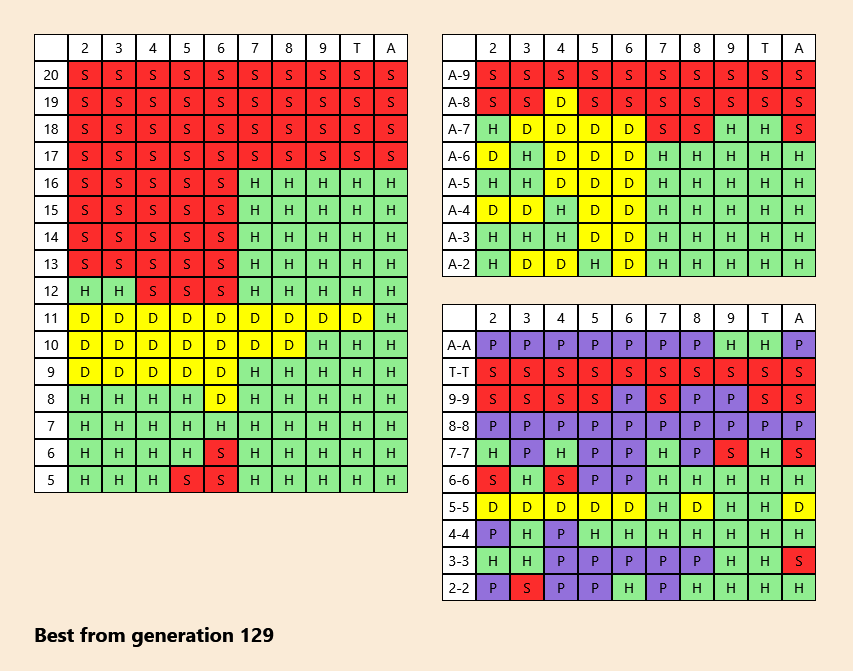 2 3 4 5 6 7 8 9 T A
20 S S S S S S S S S S
19 S S S S S S S S S S
18 S S S S S S S S S S
17 S S S S S S S S S S
16 S S S S S H H H H H
15 S S S S S H H H H H
14 S S S S S H H H H H
13 S S S S S H H H H H
12 H H S S S H H H H H
11 D D D D D D D D D H
10 D D D D D D D H H H
9 D D D D D H H H H H
8 H H H H D H H H H H
7 H H H H H H H H H H
6 H H H H S H H H H H
5 H H H S S H H H H H
2 3 4 5 6 7 8 9 T A
A-9 S S S S S S S S S S
A-8 S S D S S S S S S S
A-7 H D D D D S S H H S
A-6 D H D D D H H H H H
A-5 H H D D D H H H H H
A-4 D D H D D H H H H H
A-3 H H H D D H H H H H
A-2 H D D H D H H H H H
2 3 4 5 6 7 8 9 T A
A-A P P P P P P P H H P
T-T S S S S S S S S S S
9-9 S S S S P S P P S S
8-8 P P P P P P P P P P
7-7 H P H P P H P S H S
6-6 S H S P P H H H H H
5-5 D D D D D H D H H D
4-4 P H P H H H H H H H
3-3 H H P P P P P H H S
2-2 P S P P H P H H H H
Best from generation 129